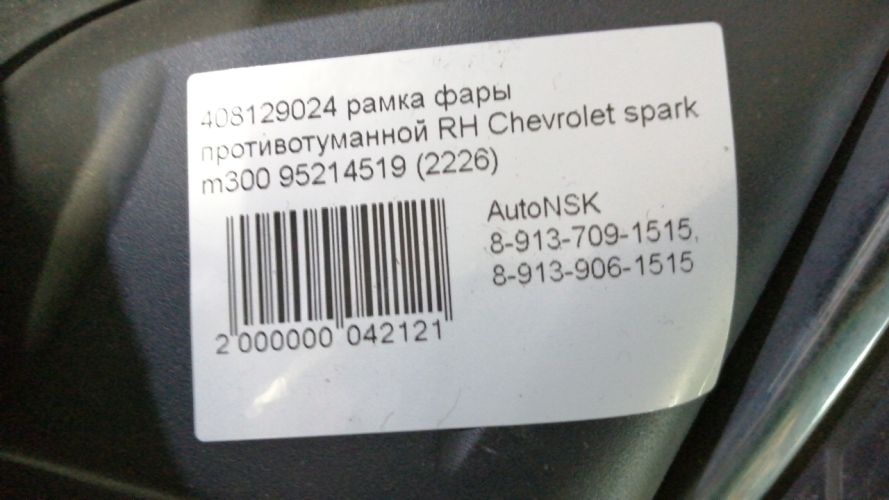 408129024 рамка фары
противотуманной RH Chevrolet spark
m300 95214519 (2226)
AutoNSK
8-913-709-1515,
8-913-906-1515
2 000000 042121